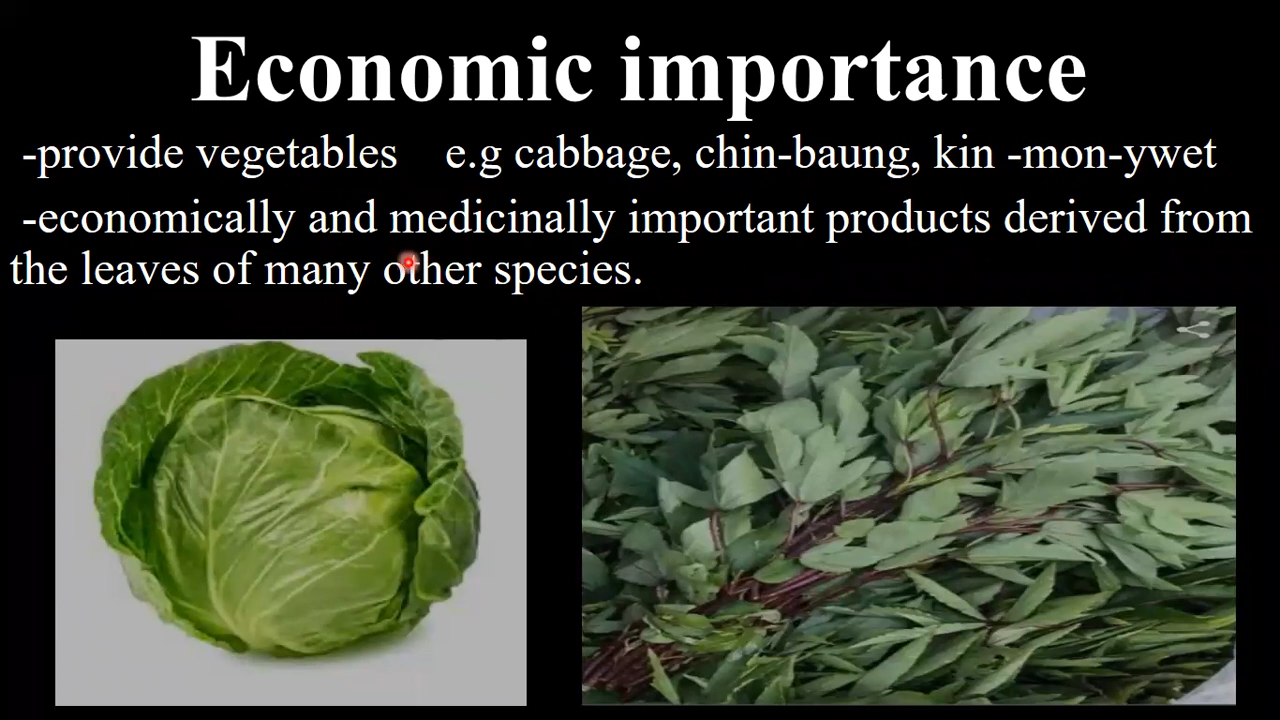 Economic importance
-provide vegetables e.g cabbage, chin-baung, kin -mon-ywet
-economically and medicinally important products derived from
the leaves of many other species.